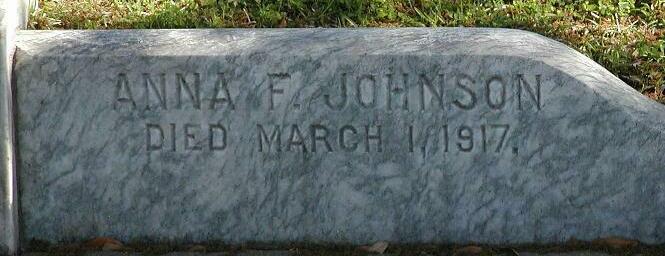 ANNA F. JOHNSON
DIED MARCH 1, 1917.